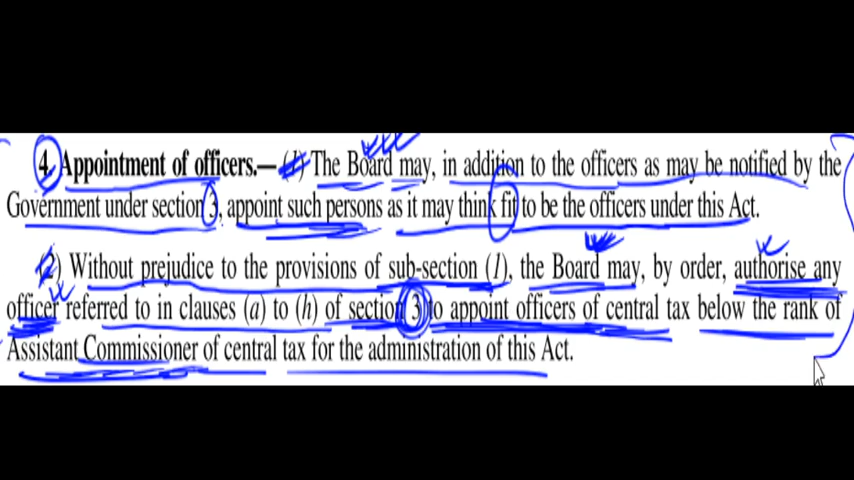 4. Appointment of officers.— (1) The Board may, in addition to the officers as may be notified by the
Government under section 3, appoint such persons as it may think fit to be the officers under this Act.
(2) Without prejudice to the provisions of sub-section (1), the Board may, by order, authorise any
officer referred to in clauses (a) to (h) of section 3 to appoint officers of central tax below the rank of
Assistant Commissioner of central tax for the administration of this Act.